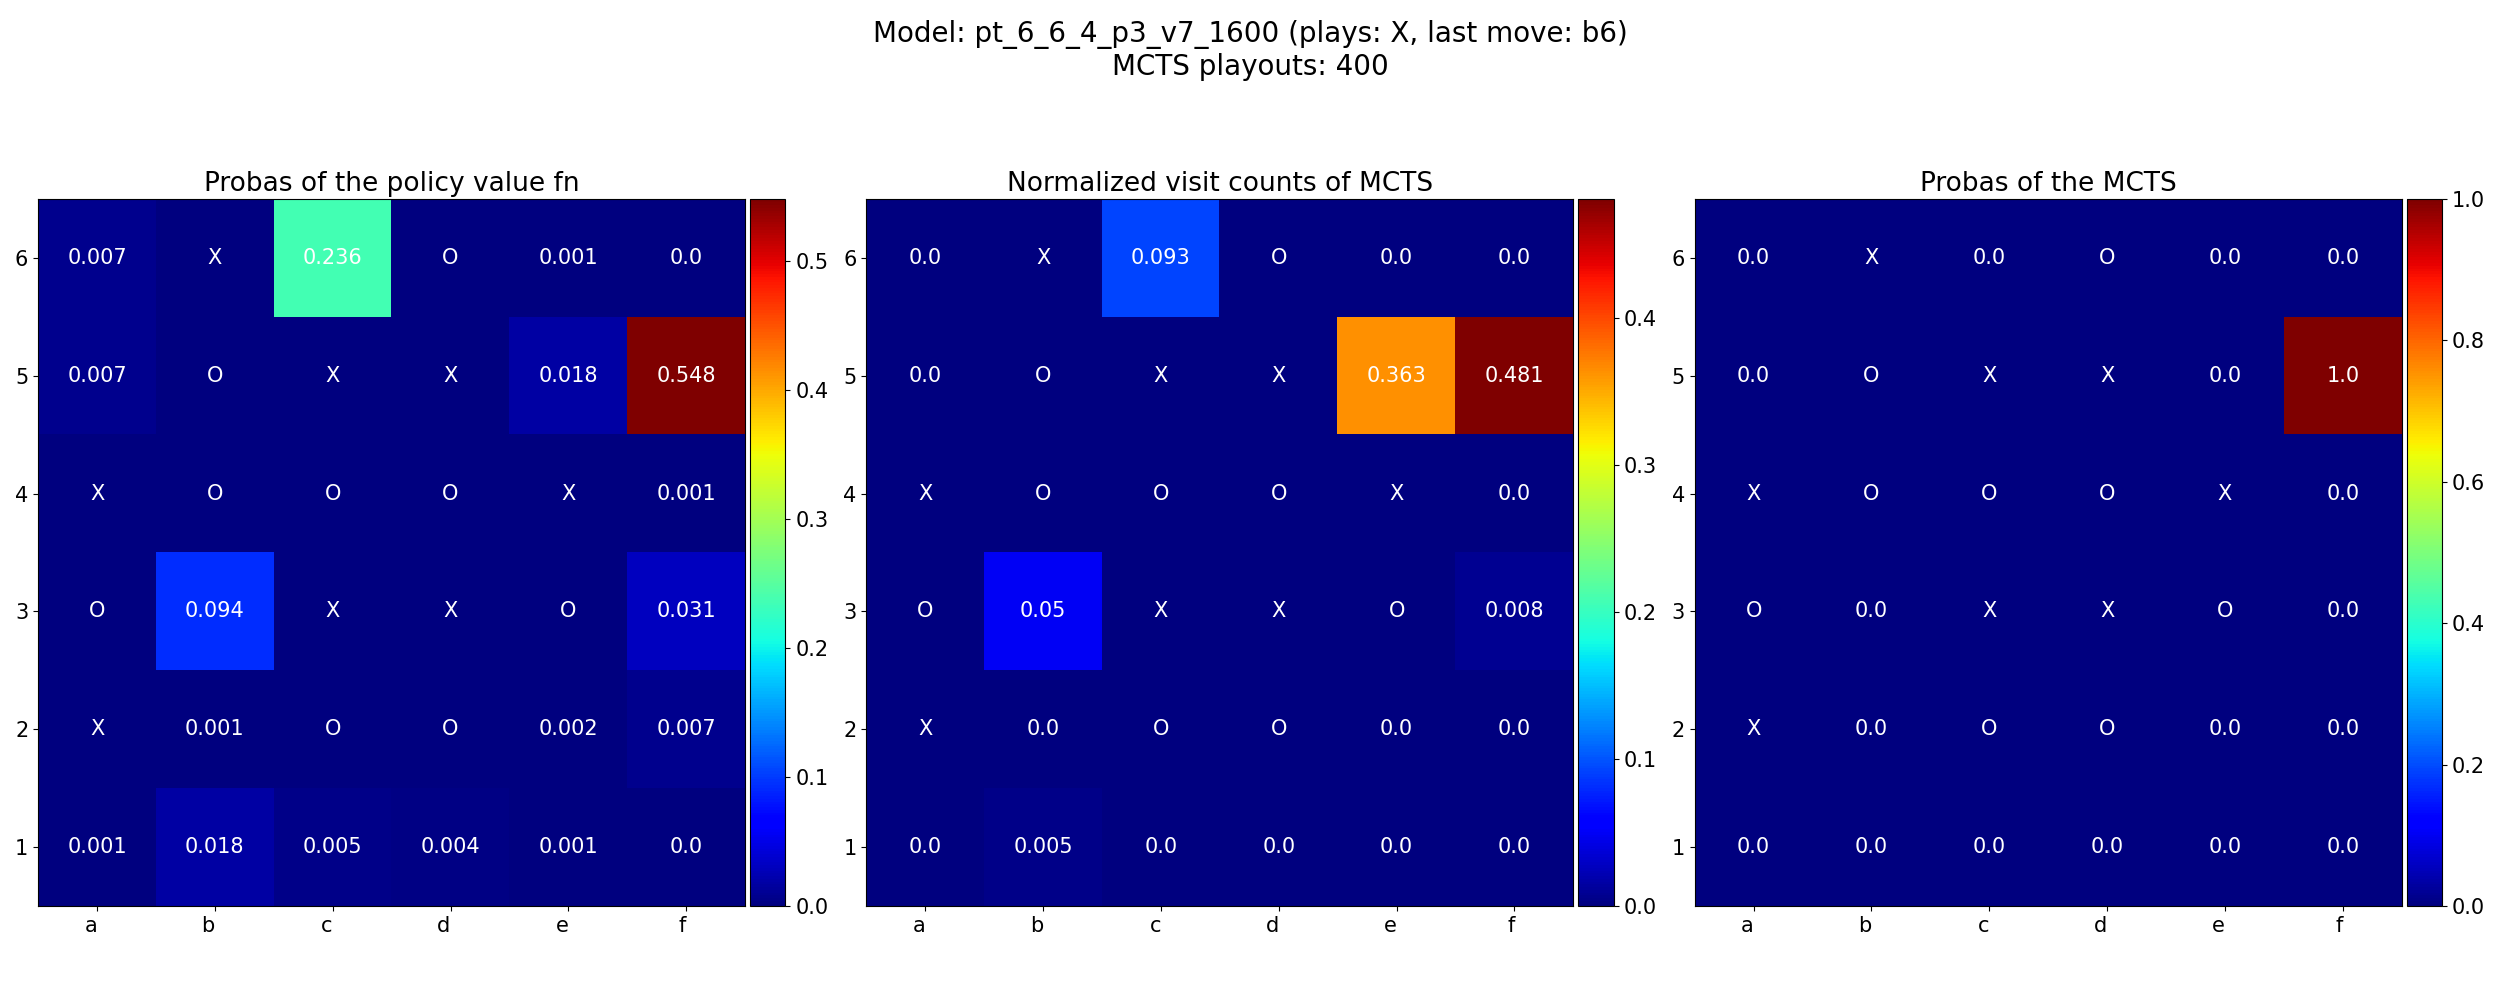 Model: pt_6_6_4_p3_v7_1600 (plays: X, last move: b6)
MCTS playouts: 400
Probas of the policy value fn
6 0.007 X 0.236 O 0.001 0.0
5 0.007 O X X 0.018 0.548
4 X O O O X 0.001
3 O 0.094 X X O 0.031
2 X 0.001 O O 0.002 0.007
1 0.001 0.018 0.005 0.004 0.001 0.0
a b c d e f
0.5
0.4
0.3
0.2
0.1
0.0
Normalized visit counts of MCTS
6 0.0 X 0.093 O 0.0 0.0
5 0.0 O X X 0.363 0.481
4 X O O O X 0.0
3 O 0.05 X X O 0.008
2 X 0.0 O O 0.0 0.0
1 0.0 0.005 0.0 0.0 0.0 0.0
a b c d e f
0.4
0.3
0.2
0.1
0.0
Probas of the MCTS
6 0.0 X 0.0 O 0.0 0.0
5 0.0 O X X 0.0 1.0
4 X O O O X 0.0
3 O 0.0 X X O 0.0
2 X 0.0 O O 0.0 0.0
1 0.0 0.0 0.0 0.0 0.0 0.0
a b c d e f
1.0
0.8
0.6
0.4
0.2
0.0